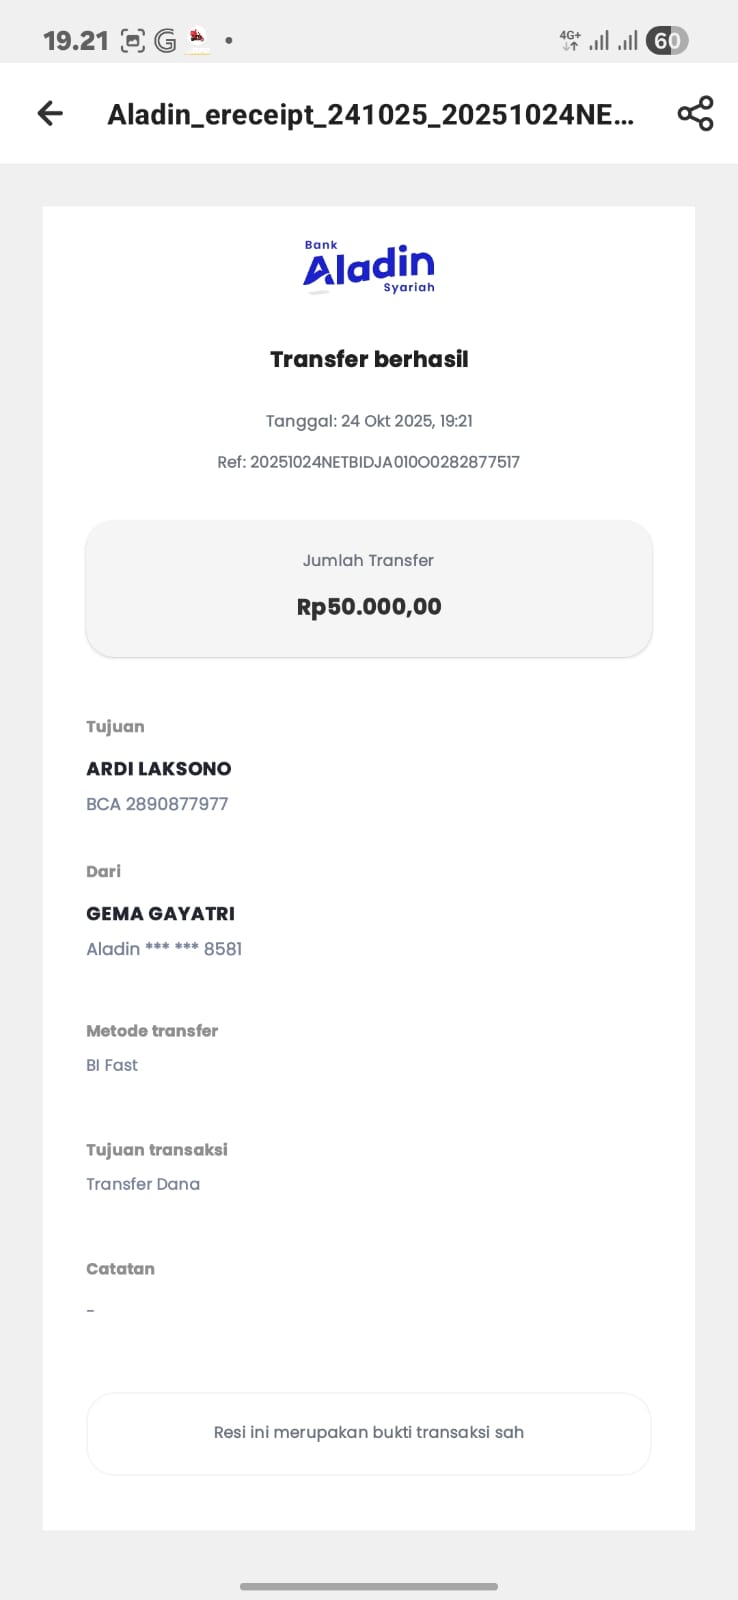 19.21
4G+
60
Aladin_ereceipt_241025_20251024NE...
Bank
Aladin
Syariah
Transfer berhasil
Tanggal: 24 Okt 2025, 19:21
Ref: 20251024NETBIDJA010O0282877517
Jumlah Transfer
Rp50.000,00
Tujuan
ARDI LAKSONO
BCA 2890877977
Dari
GEMA GAYATRI
Aladin *** *** 8581
Metode transfer
BI Fast
Tujuan transaksi
Transfer Dana
Catatan
-
Resi ini merupakan bukti transaksi sah